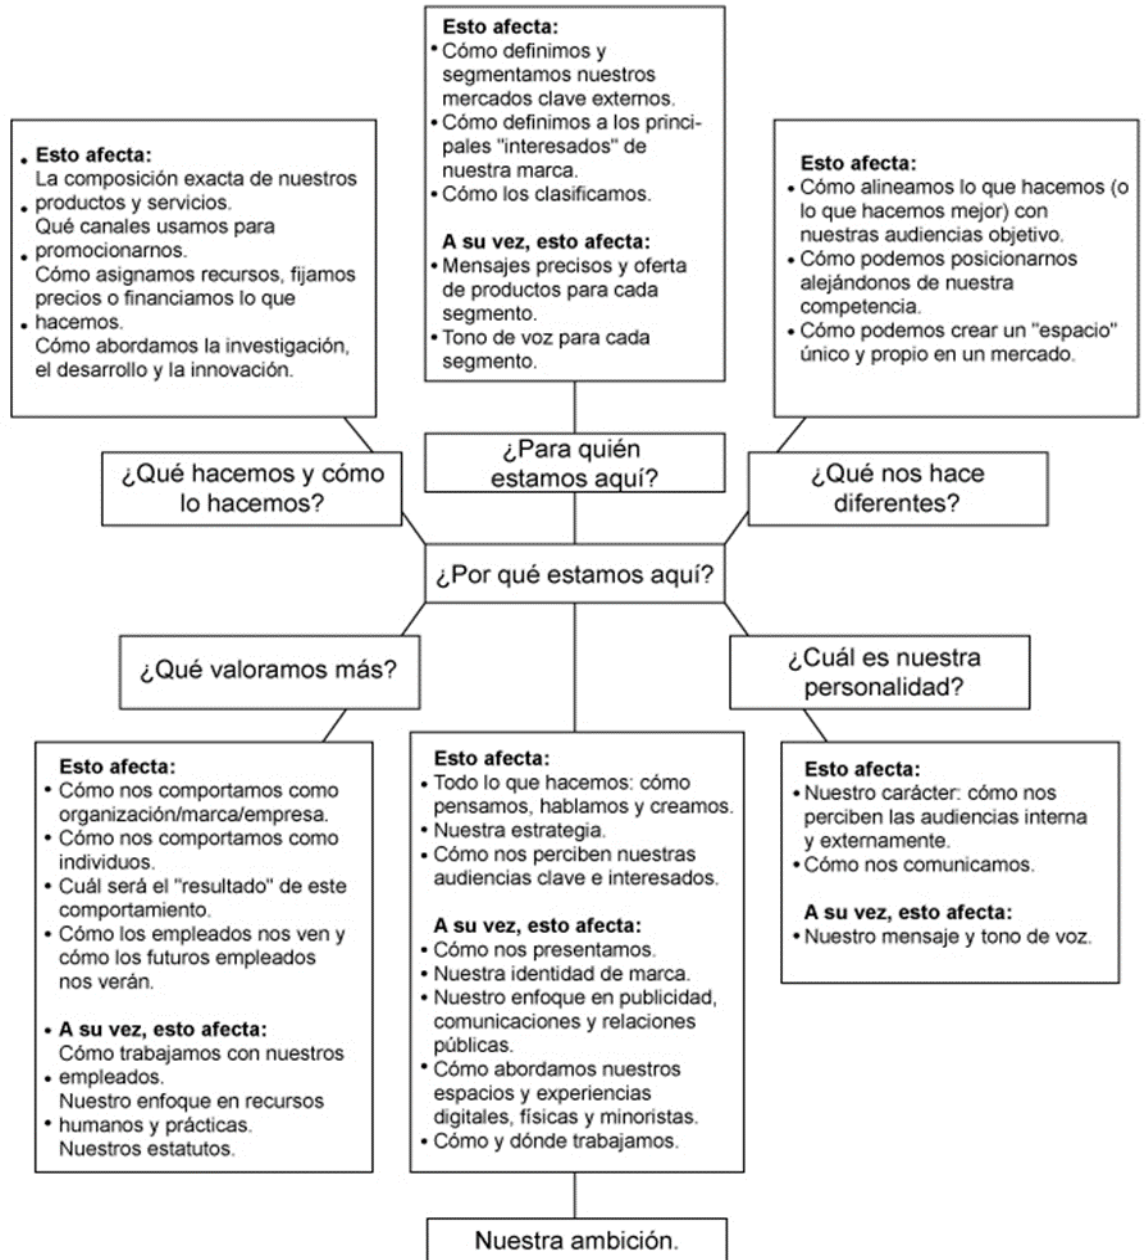 Esto afecta:
• Cómo definimos y
segmentamos nuestros
mercados clave externos.
• Cómo definimos a los princi-
pales "interesados" de
nuestra marca.
• Cómo los clasificamos.
A su vez, esto afecta:
• Mensajes precisos y oferta
de productos para cada
segmento.
• Tono de voz para cada
segmento.
• Esto afecta:
La composición exacta de nuestros
• productos y servicios.
Qué canales usamos para
• promocionarnos.
Cómo asignamos recursos, fijamos
precios o financiamos lo que
• hacemos.
Cómo abordamos la investigación,
el desarrollo y la innovación.
Esto afecta:
• Cómo alineamos lo que hacemos (o
lo que hacemos mejor) con
nuestras audiencias objetivo.
• Cómo podemos posicionarnos
alejándonos de nuestra
competencia.
• Cómo podemos crear un "espacio"
único y propio en un mercado.
¿Qué hacemos y cómo
lo hacemos?
¿Para quién
estamos aquí?
¿Qué nos hace
diferentes?
¿Por qué estamos aquí?
¿Qué valoramos más?
¿Cuál es nuestra
personalidad?
Esto afecta:
• Cómo nos comportamos como
organización/marca/empresa.
• Cómo nos comportamos como
individuos.
• Cuál será el "resultado" de este
comportamiento.
• Cómo los empleados nos ven y
cómo los futuros empleados
nos verán.
• A su vez, esto afecta:
Cómo trabajamos con nuestros
• empleados.
Nuestro enfoque en recursos
• humanos y prácticas.
Nuestros estatutos.
Esto afecta:
• Todo lo que hacemos: cómo
pensamos, hablamos y creamos.
• Nuestra estrategia.
• Cómo nos perciben nuestras
audiencias clave e interesados.
A su vez, esto afecta:
• Cómo nos presentamos.
• Nuestra identidad de marca.
• Nuestro enfoque en publicidad,
comunicaciones y relaciones
públicas.
• Cómo abordamos nuestros
espacios y experiencias
digitales, físicas y minoristas.
• Cómo y dónde trabajamos.
Esto afecta:
• Nuestro carácter: cómo nos
perciben las audiencias interna
y externamente.
• Cómo nos comunicamos.
A su vez, esto afecta:
• Nuestro mensaje y tono de voz.
Nuestra ambición.